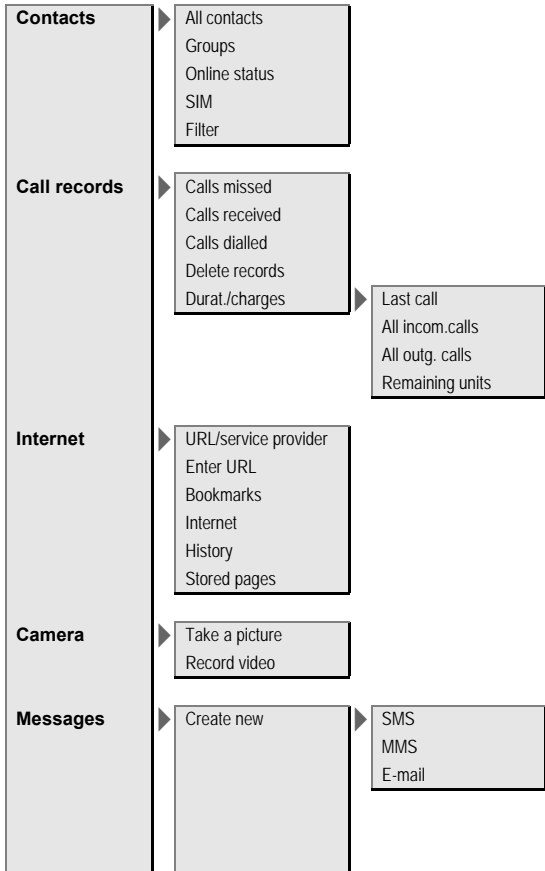 Contacts
All contacts
Groups
Online status
SIM
Filter
Call records
Calls missed
Calls received
Calls dialled
Delete records
Durat./charges
Last call
All incom.calls
All outg. calls
Remaining units
Internet
URL/service provider
Enter URL
Bookmarks
Internet
History
Stored pages
Camera
Take a picture
Record video
Messages
Create new
SMS
MMS
E-mail